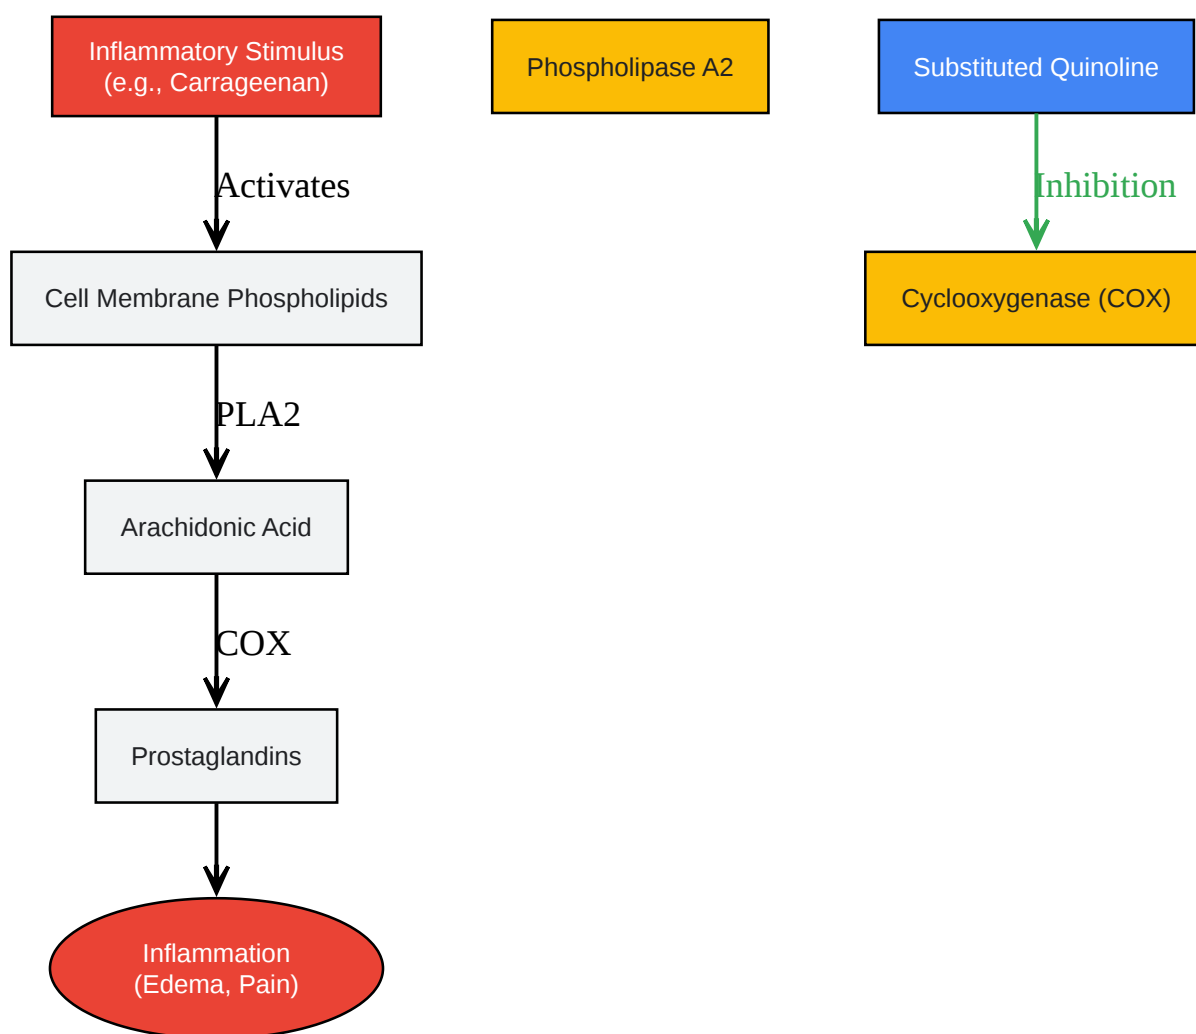 Inflammatory Stimulus
(e.g., Carrageenan)
Phospholipase A2
Substituted Quinoline
Activates
Inhibition
Cell Membrane Phospholipids
Cyclooxygenase (COX)
PLA2
Arachidonic Acid
COX
Prostaglandins
Inflammation
(Edema, Pain)